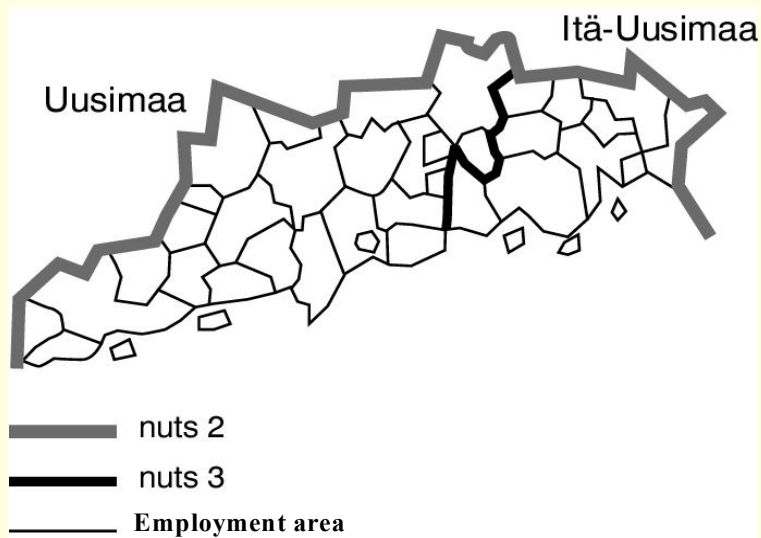 Itä-Uusimaa
Uusimaa
nuts 2
nuts 3
Employment area